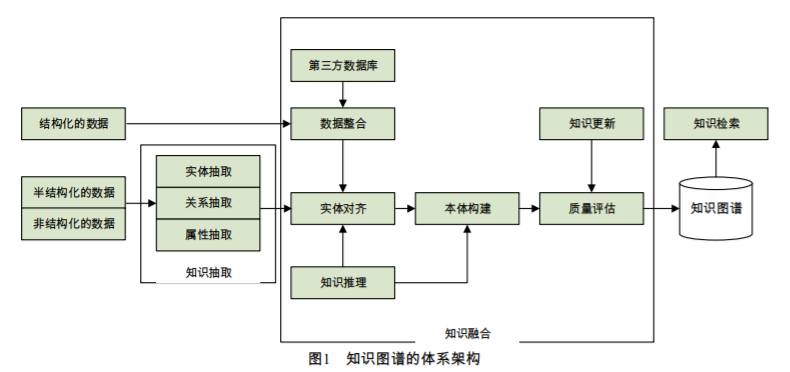 第三方数据库
结构化的数据
数据整合
知识更新
知识检索
实体抽取
半结构化的数据
关系抽取
实体对齐
本体构建
质量评估
知识图谱
非结构化的数据
属性抽取
知识抽取
知识推理
知识融合
图1 知识图谱的体系架构